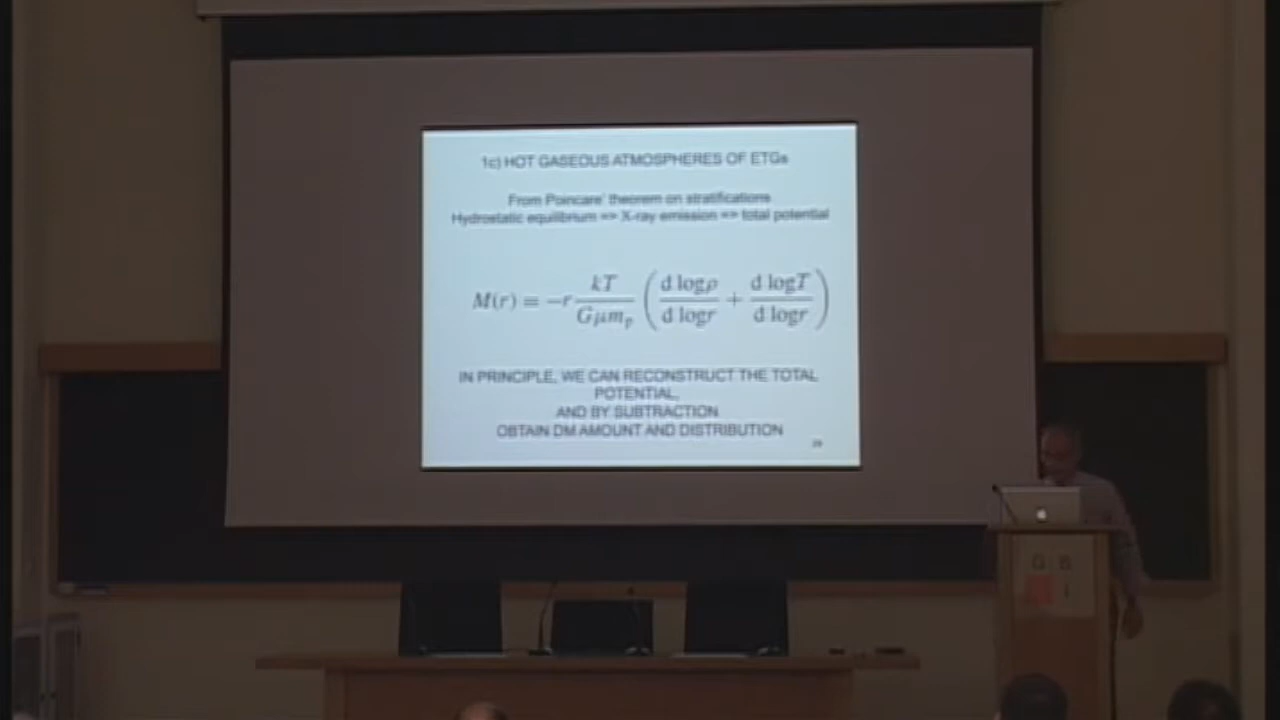 1c) HOT GASEOUS ATMOSPHERES OF ETGs
From Poincare' theorem on stratifications
Hydrostatic equilibrium => X-ray emission => total potential
M(r) = −r kT/Gμm_p (d logρ/d logr + d logT/d logr)
IN PRINCIPLE, WE CAN RECONSTRUCT THE TOTAL
POTENTIAL,
AND BY SUBTRACTION
OBTAIN DM AMOUNT AND DISTRIBUTION